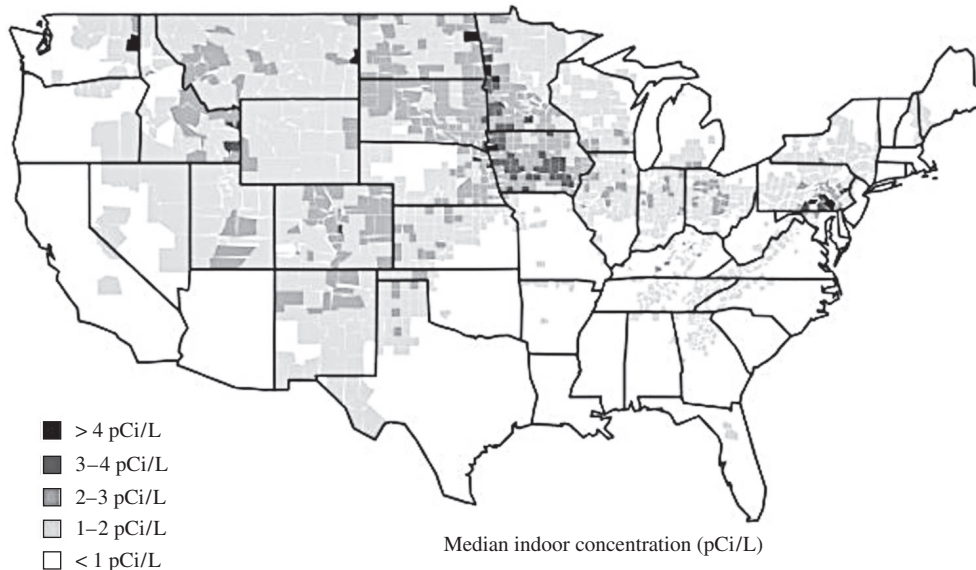 > 4 pCi/L
3–4 pCi/L
2–3 pCi/L
1–2 pCi/L
< 1 pCi/L
Median indoor concentration (pCi/L)